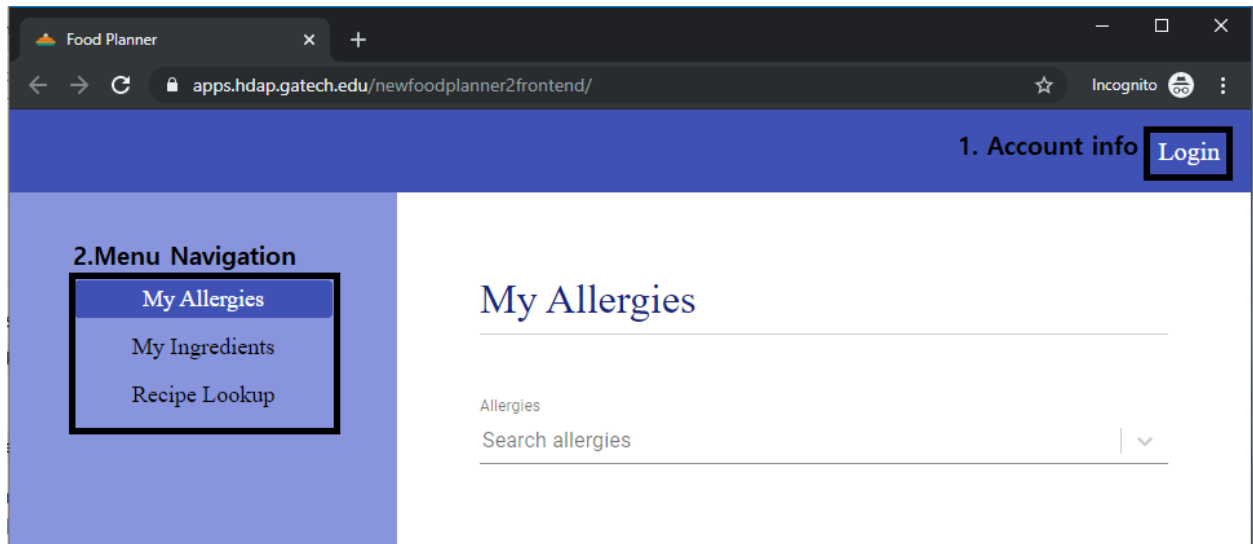 Food Planner
apps.hdap.gatech.edu/newfoodplanner2frontend/
Incognito
1. Account info
Login
2.Menu Navigation
My Allergies
My Ingredients
Recipe Lookup
My Allergies
Allergies
Search allergies